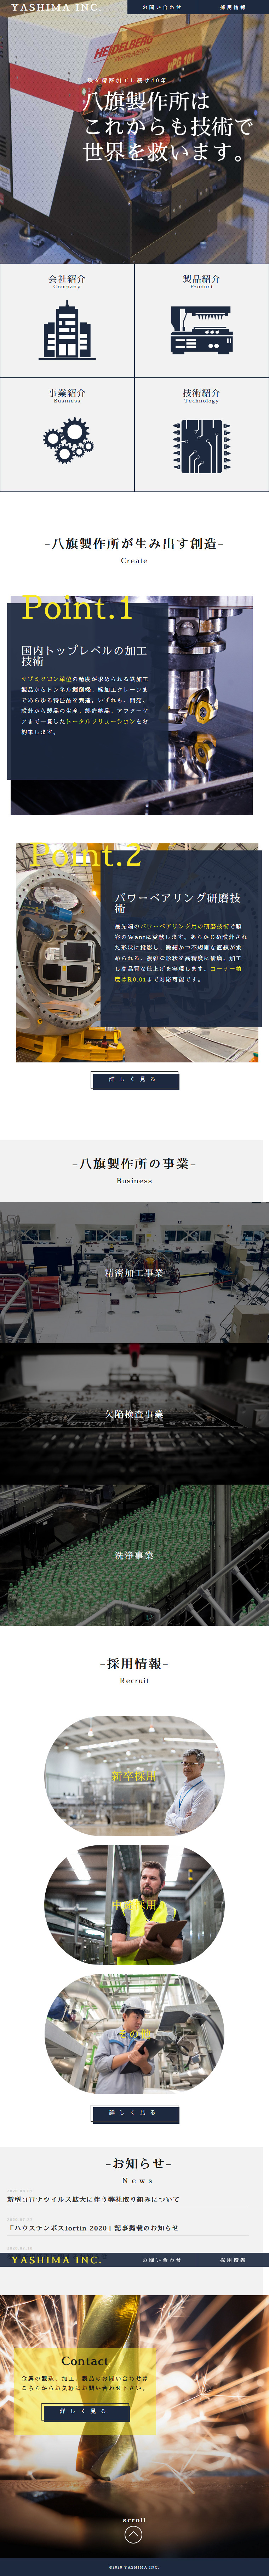 YASHIMA INC.
お問い合わせ
採用情報
鉄を精密加工し続け40年
八旗製作所は
これからも技術で
世界を救います。
会社紹介
Company
製品紹介
Product
事業紹介
Business
技術紹介
Technology
-八旗製作所が生み出す創造-
Create
Point.1
国内トップレベルの加工
技術
サブミクロン単位の精度が求められる鉄加工
製品からトンネル掘削機、橋加工クレーンま
であらゆる特注品を製造。いずれも、開発、
設計から製品の生産、製造納品、アフターケ
アまで一貫したトータルソリューションをお
約束します。
Point.2
パワーベアリング研磨技
術
最先端のパワーベアリング用の研磨技術で顧
客のWantに貢献します。あらかじめ設計され
た形状に投影し、微細かつ不規則な直線が求
められる、複雑な形状を高精度に研磨、加工
し高品質な仕上げを実現します。コーナー精
度はR0.01まで対応可能です。
詳しく見る
-八旗製作所の事業-
Business
精密加工事業
欠陥検査事業
洗浄事業
-採用情報-
Recruit
新卒採用
中途採用
その他
詳しく見る
-お知らせ-
News
新型コロナウイルス拡大に伴う弊社取り組みについて
「ハウステンボスfortin 2020」記事掲載のお知らせ
YASHIMA INC.
お問い合わせ
採用情報
Contact
金属の製造、加工、製品のお問い合わせは
こちらからお気軽にお問い合わせ下さい。
詳しく見る
scroll
©2020 YASHIMA INC.